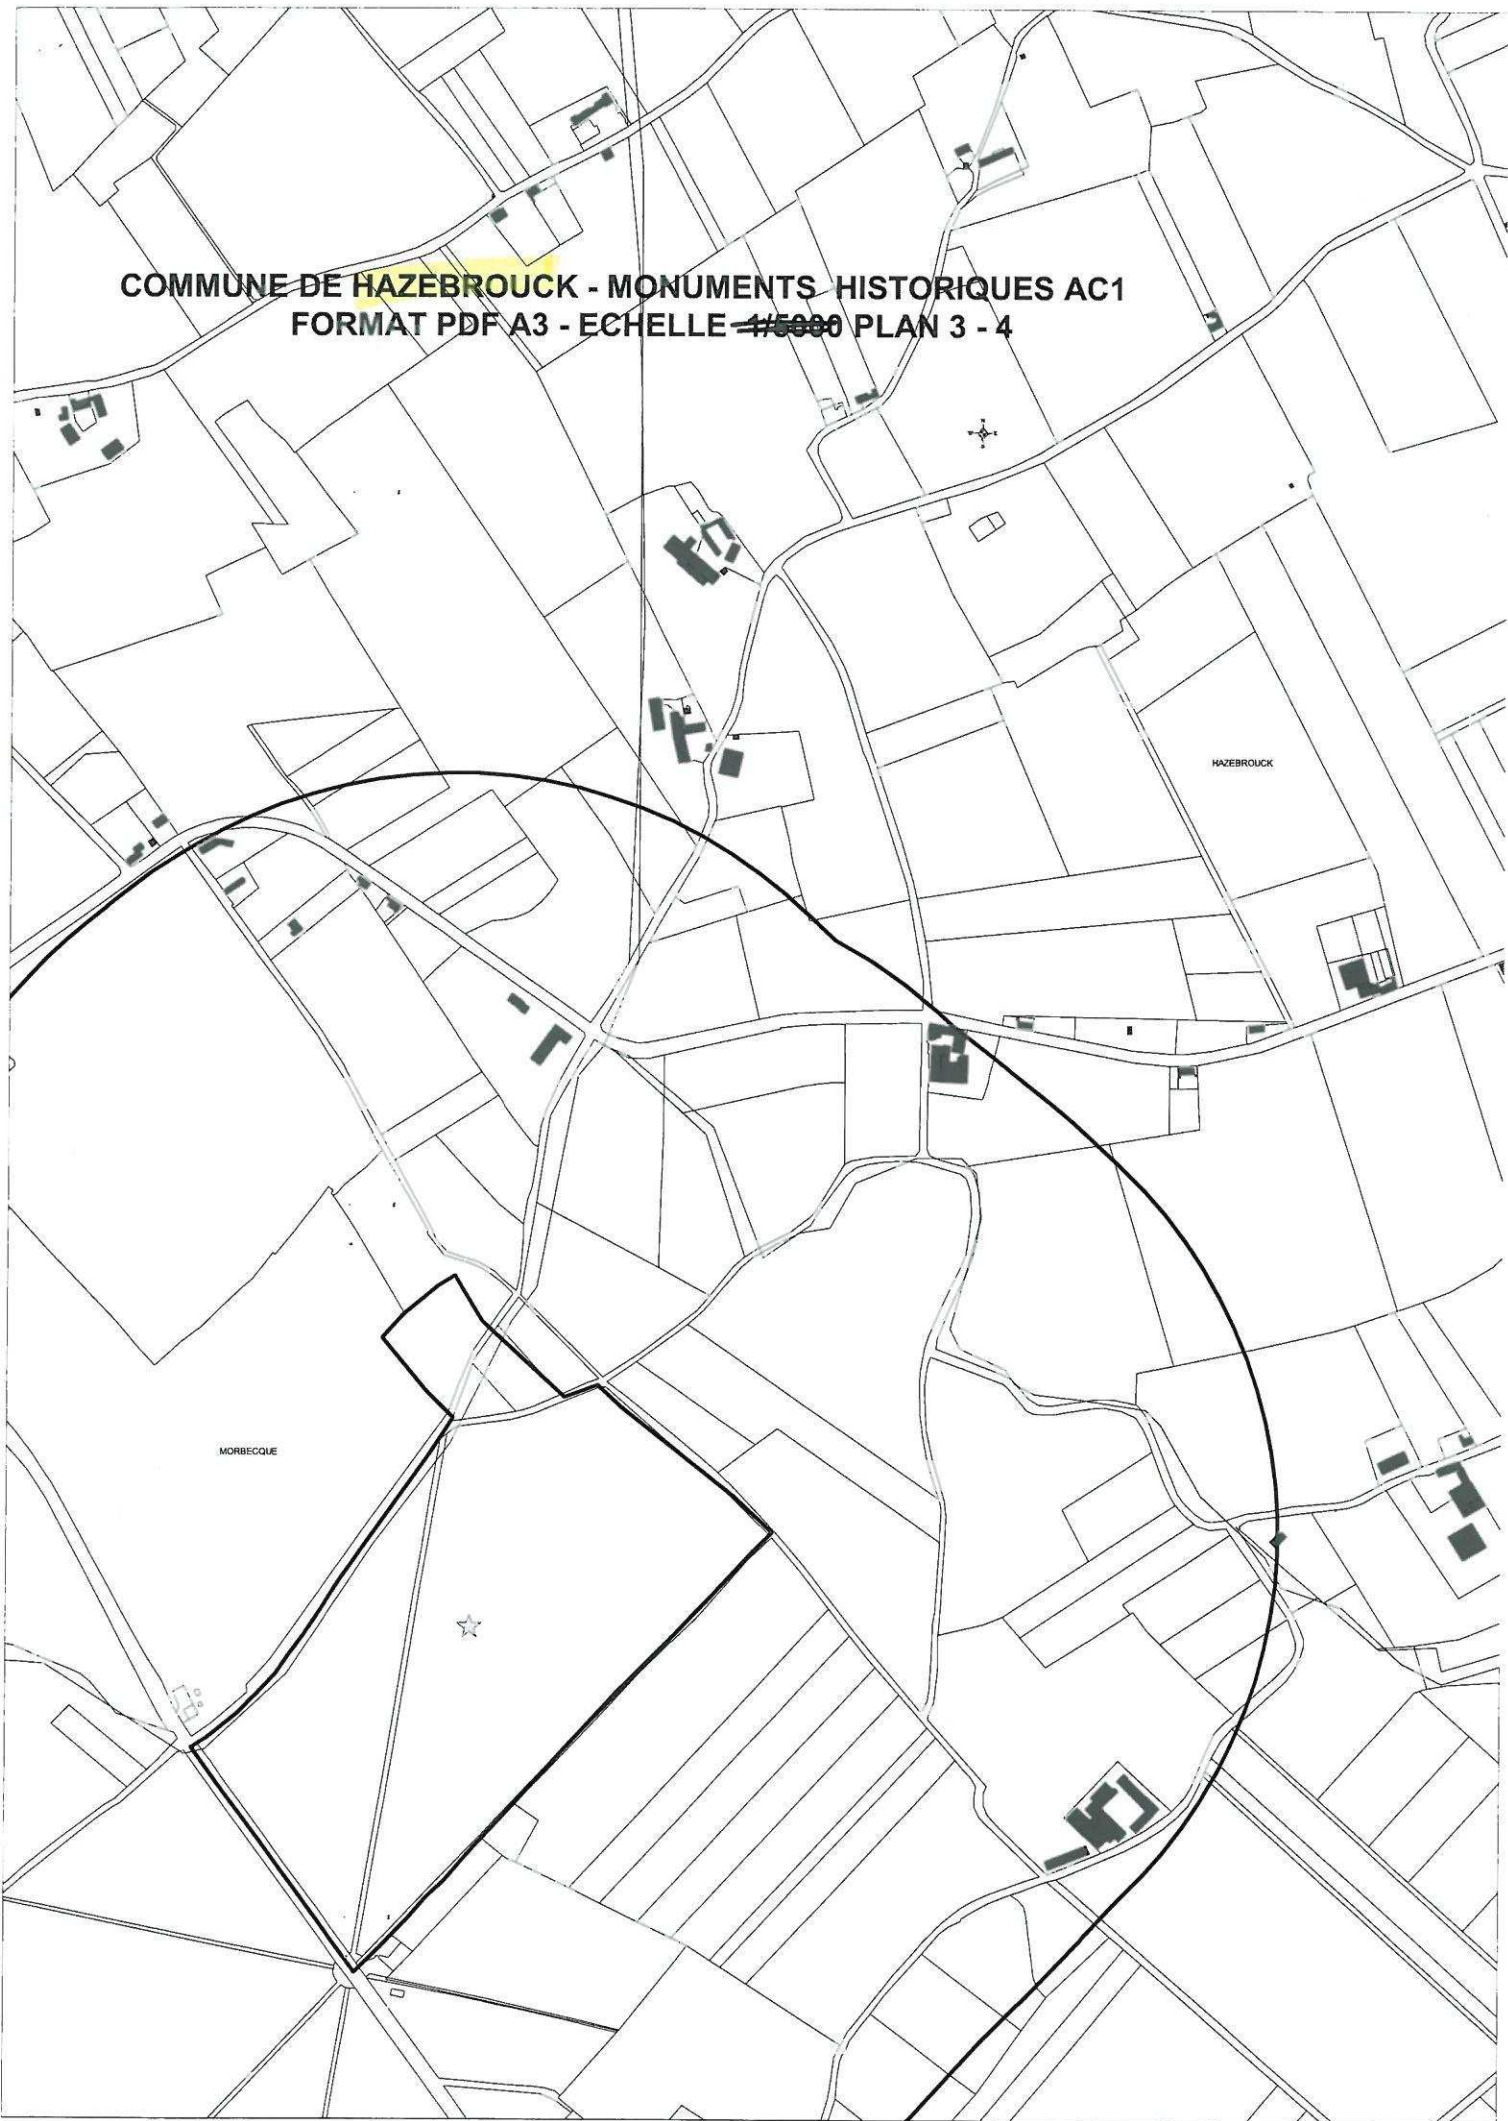 COMMUNE DE HAZEBROUCK - MONUMENTS HISTORIQUES AC1
FORMAT PDF A3 - ECHELLE 1/5000 PLAN 3 - 4
HAZEBROUCK
MORBECQUE